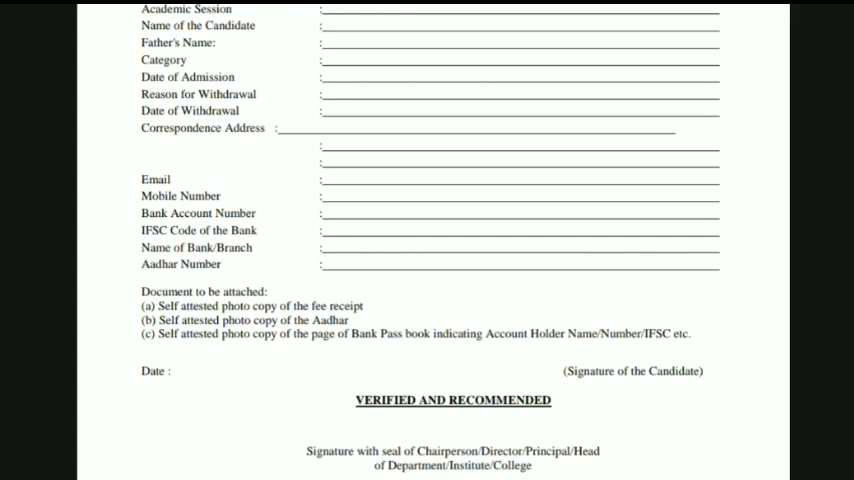 Academic Session :
Name of the Candidate :
Father's Name: :
Category :
Date of Admission :
Reason for Withdrawal :
Date of Withdrawal :
Correspondence Address :
:
:
Email :
Mobile Number :
Bank Account Number :
IFSC Code of the Bank :
Name of Bank/Branch :
Aadhar Number :
Document to be attached:
(a) Self attested photo copy of the fee receipt
(b) Self attested photo copy of the Aadhar
(c) Self attested photo copy of the page of Bank Pass book indicating Account Holder Name/Number/IFSC etc.
Date : (Signature of the Candidate)
VERIFIED AND RECOMMENDED
Signature with seal of Chairperson/Director/Principal/Head
of Department/Institute/College